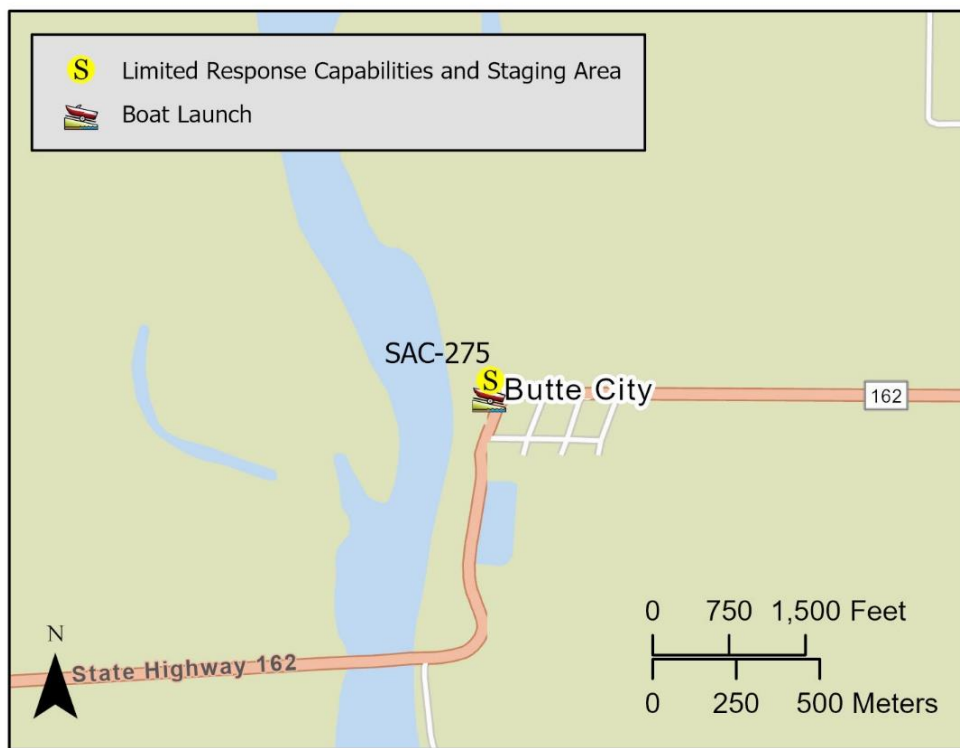 S Limited Response Capabilities and Staging Area
Boat Launch
SAC-275
S
Butte City
162
State Highway 162
N
0 750 1,500 Feet
0 250 500 Meters